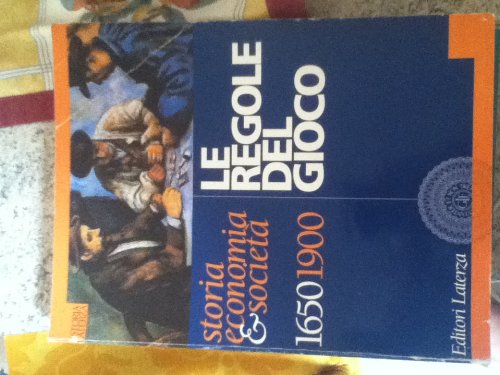 storia
economia
& società
LE
REGOLE
DEL
GIOCO
1650 1900
Editori Laterza